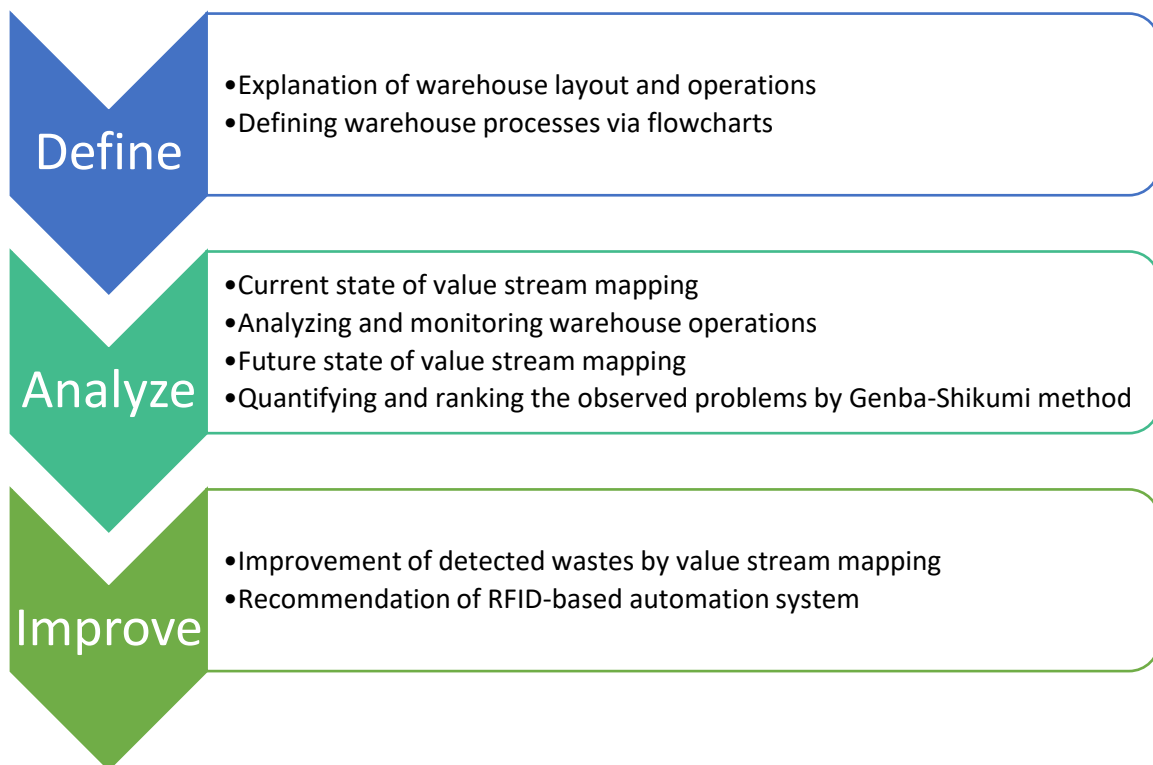 Define
•Explanation of warehouse layout and operations
•Defining warehouse processes via flowcharts
Analyze
•Current state of value stream mapping
•Analyzing and monitoring warehouse operations
•Future state of value stream mapping
•Quantifying and ranking the observed problems by Genba-Shikumi method
Improve
•Improvement of detected wastes by value stream mapping
•Recommendation of RFID-based automation system